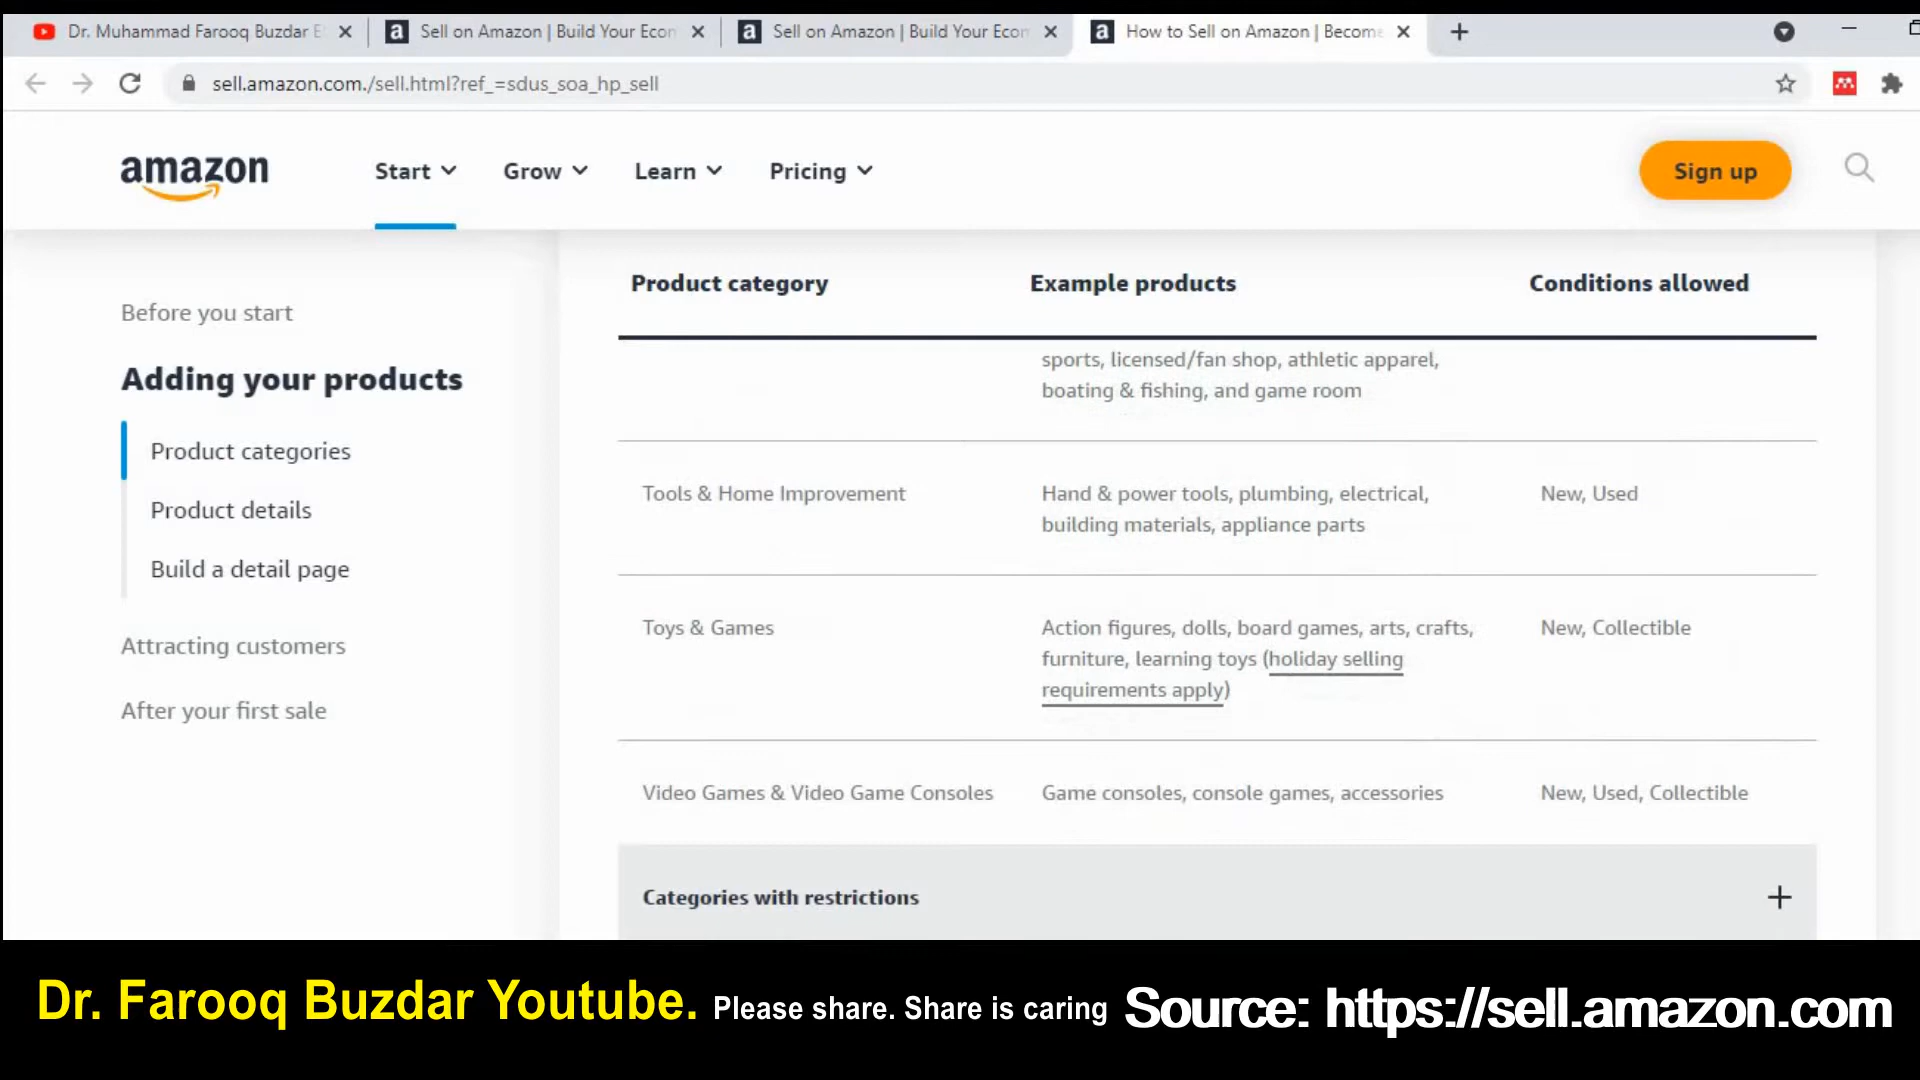 Dr. Muhammad Farooq Buzdar
Sell on Amazon | Build Your Econ
Sell on Amazon | Build Your Econ
How to Sell on Amazon | Become
sell.amazon.com./sell.html?ref_=sdus_soa_hp_sell
amazon
Start
Grow
Learn
Pricing
Sign up
Before you start
Adding your products
Product categories
Product details
Build a detail page
Attracting customers
After your first sale
Product category
Example products
Conditions allowed
sports, licensed/fan shop, athletic apparel,
boating & fishing, and game room
Tools & Home Improvement
Hand & power tools, plumbing, electrical,
building materials, appliance parts
New, Used
Toys & Games
Action figures, dolls, board games, arts, crafts,
furniture, learning toys (holiday selling
requirements apply)
New, Collectible
Video Games & Video Game Consoles
Game consoles, console games, accessories
New, Used, Collectible
Categories with restrictions
Dr. Farooq Buzdar Youtube. Please share. Share is caring Source: https://sell.amazon.com